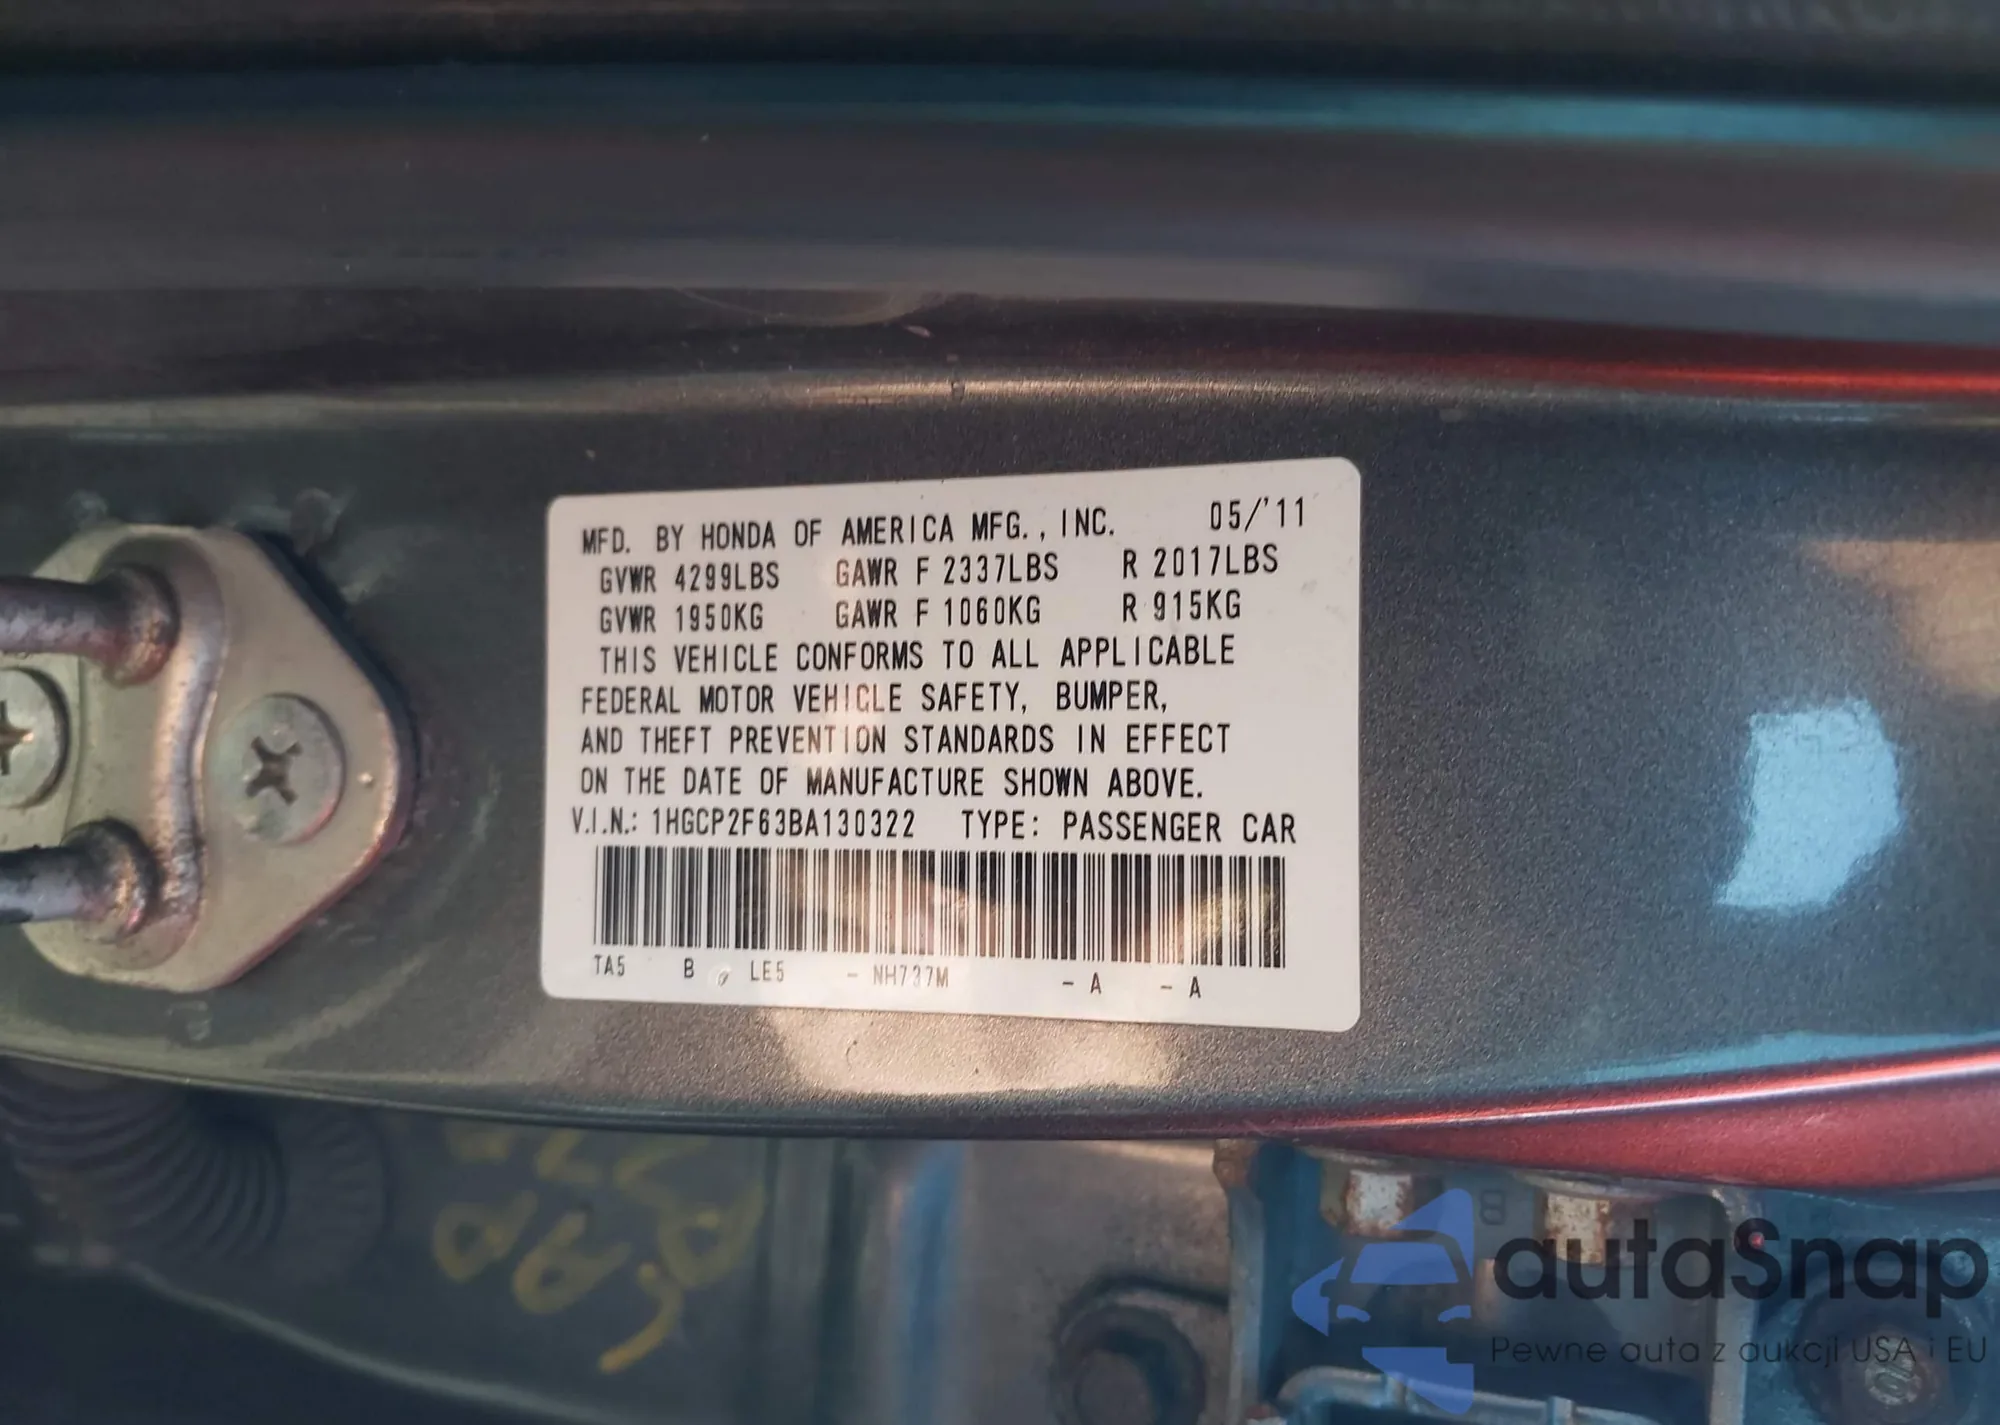 MFD. BY HONDA OF AMERICA MFG., INC. 05/'11
GVWR 4299LBS GAWR F 2337LBS R 2017LBS
GVWR 1950KG GAWR F 1060KG R 915KG
THIS VEHICLE CONFORMS TO ALL APPLICABLE
FEDERAL MOTOR VEHICLE SAFETY, BUMPER,
AND THEFT PREVENTION STANDARDS IN EFFECT
ON THE DATE OF MANUFACTURE SHOWN ABOVE.
V.I.N.: 1HGCP2F63BA130322 TYPE: PASSENGER CAR
TA5 B LE5 - NH737M - A - A
8
autaSnap
Pewne auta z aukcji USA i EU